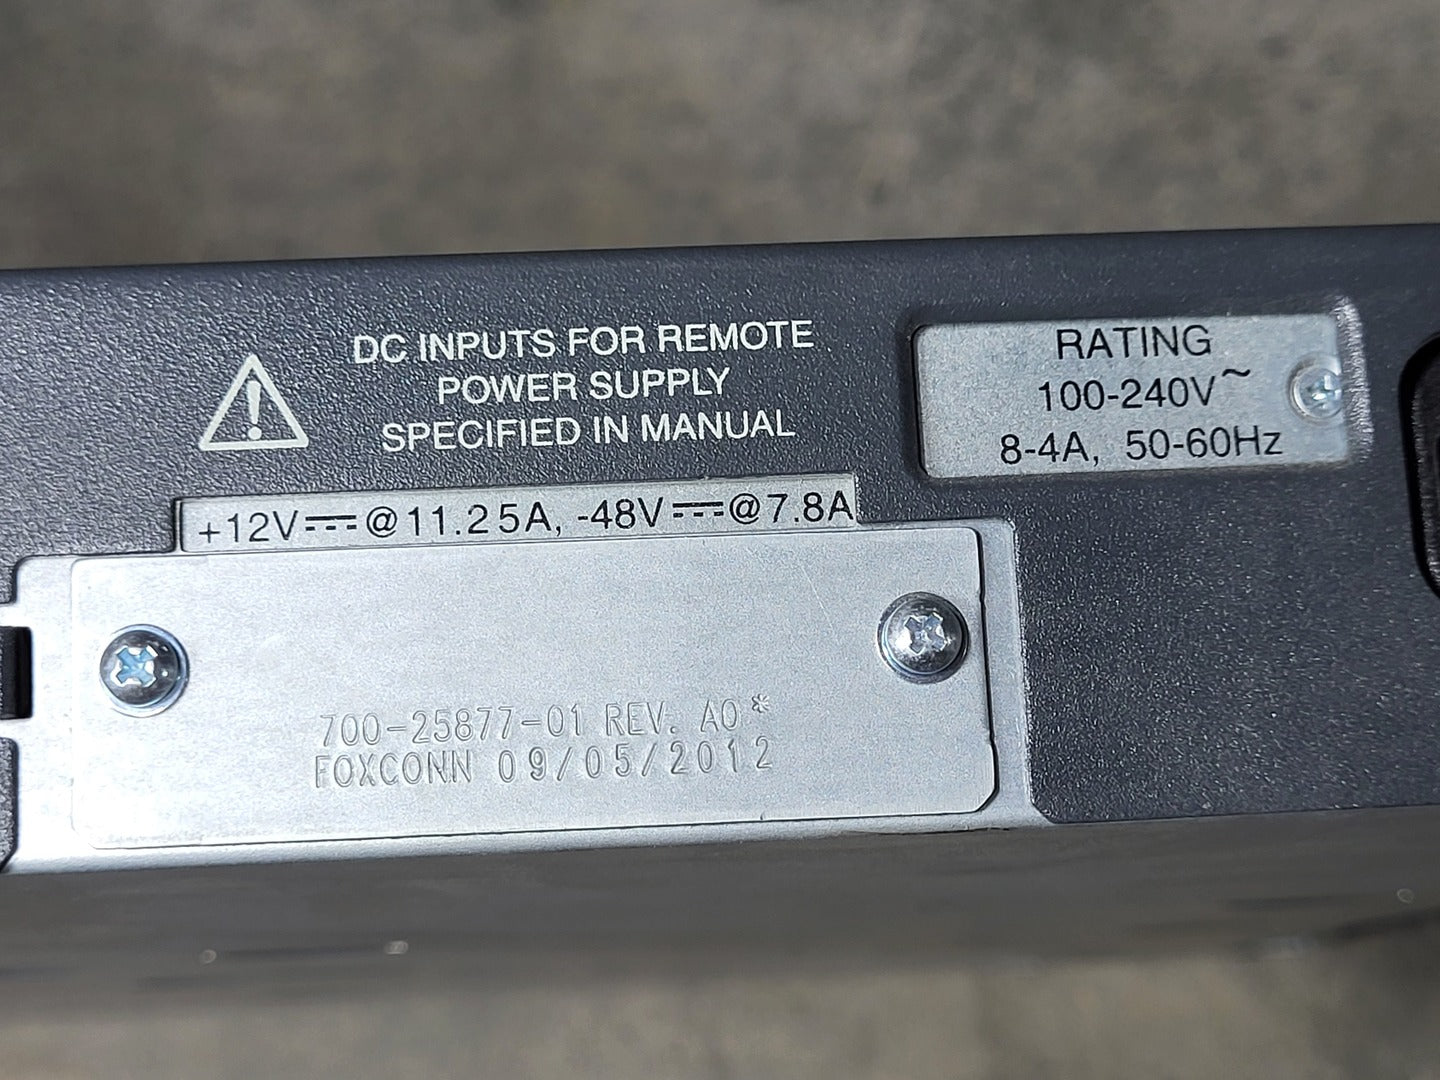 DC INPUTS FOR REMOTE
POWER SUPPLY
SPECIFIED IN MANUAL
RATING
100-240V~
8-4A, 50-60Hz
+12V⎓@11.25A, -48V⎓@7.8A
700-25877-01 REV. A0*
FOXCONN 09/05/2012